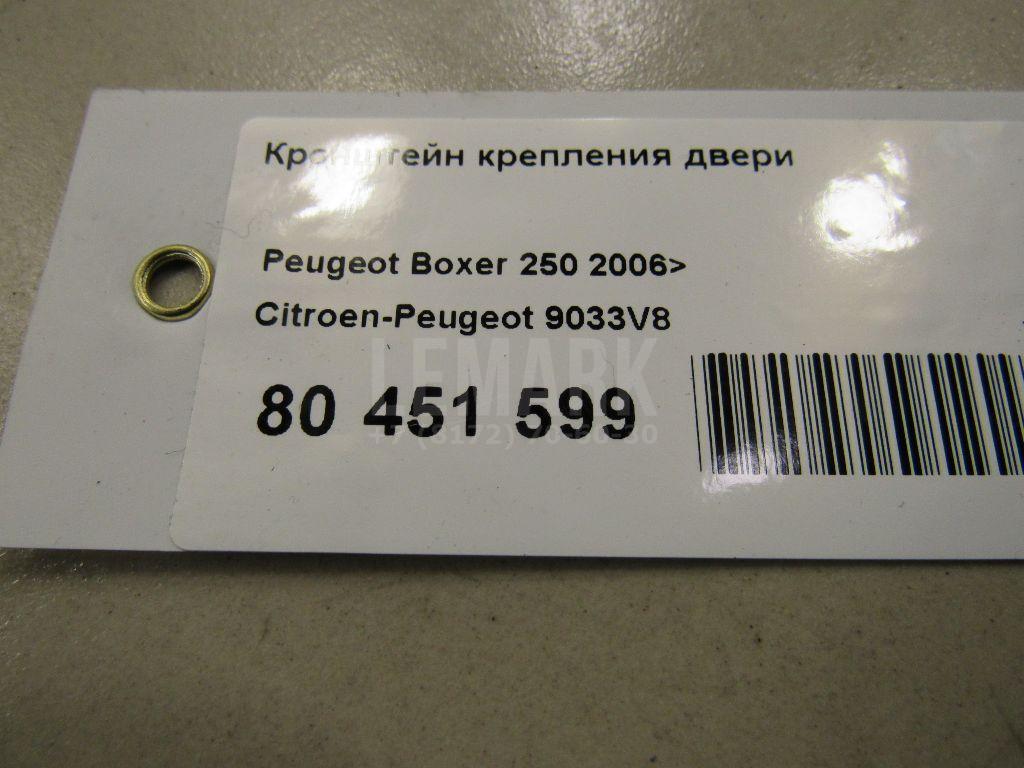 Кронштейн крепления двери
Peugeot Boxer 250 2006>
Citroen-Peugeot 9033V8
LEMARK
80 451 599